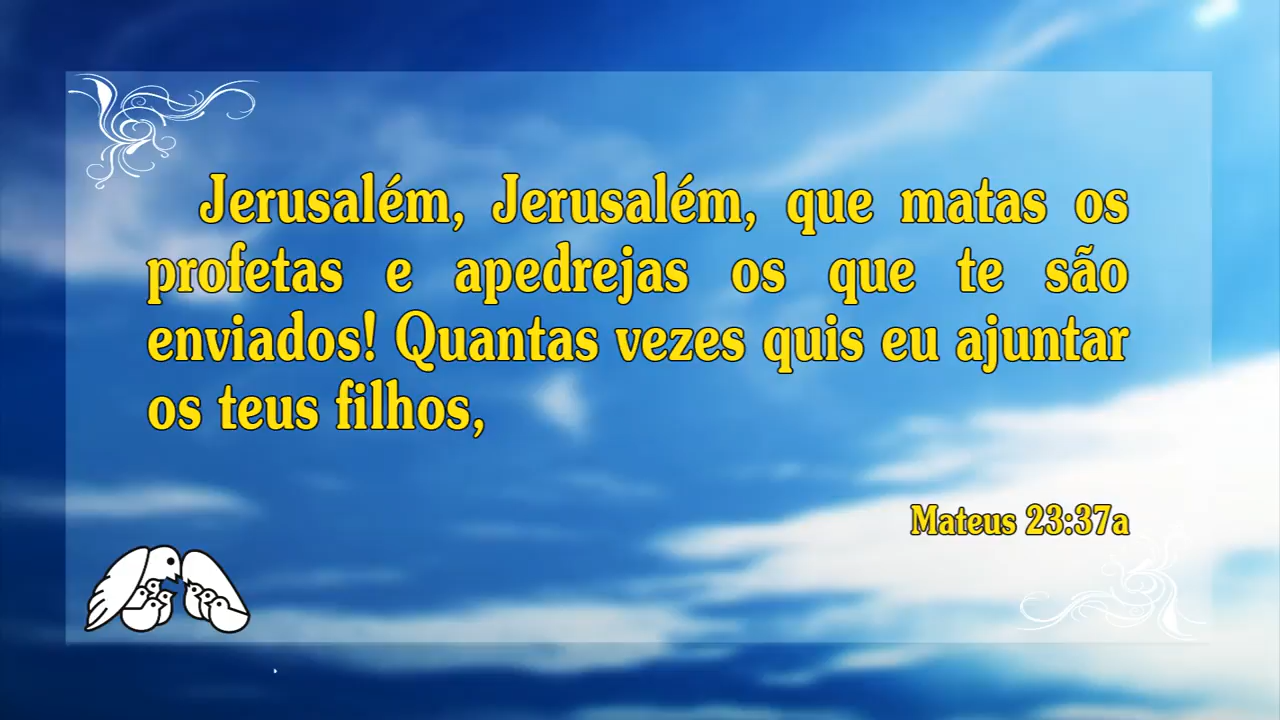 Jerusalém, Jerusalém, que matas os
profetas e apedrejas os que te são
enviados! Quantas vezes quis eu ajuntar
os teus filhos,
Mateus 23:37a